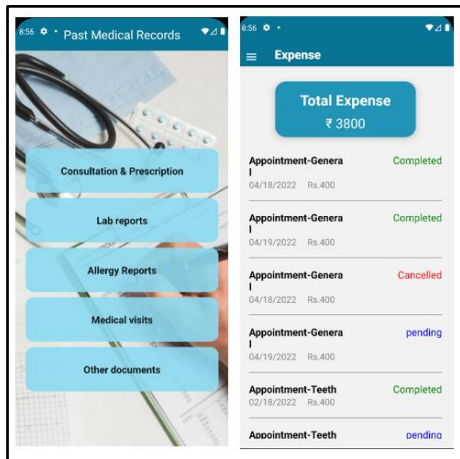 8:56
Past Medical Records
Consultation & Prescription
Lab reports
Allergy Reports
Medical visits
Other documents
8:56
Expense
Total Expense
₹ 3800
Appointment-Genera
l
Completed
04/18/2022 Rs.400
Appointment-Genera
l
Completed
04/19/2022 Rs.400
Appointment-Genera
l
Cancelled
04/18/2022 Rs.400
Appointment-Genera
l
pending
04/19/2022 Rs.400
Appointment-Teeth
Completed
02/18/2022 Rs.400
Appointment-Teeth
pending